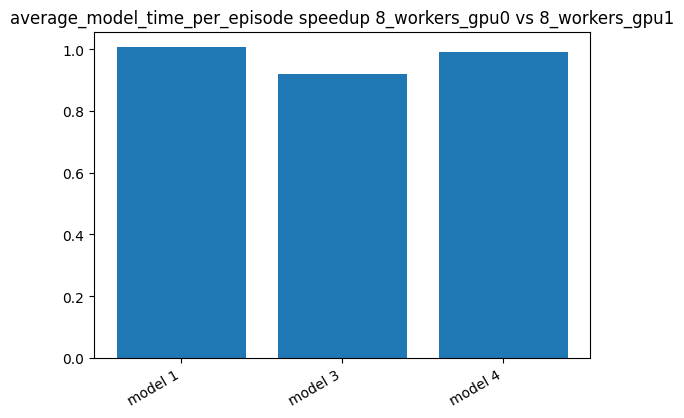 average_model_time_per_episode speedup 8_workers_gpu0 vs 8_workers_gpu1
1.0
0.8
0.6
0.4
0.2
0.0
model 1
model 3
model 4